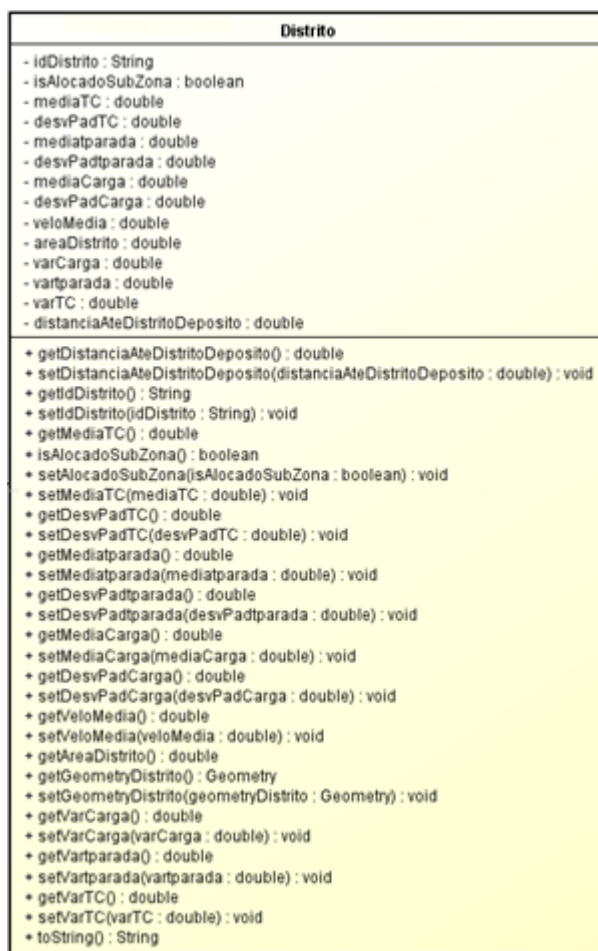 Distrito
- idDistrito : String
- isAlocadoSubZona : boolean
- mediaTC : double
- desvPadTC : double
- mediatparada : double
- desvPadtparada : double
- mediaCarga : double
- desvPadCarga : double
- veloMedia : double
- areaDistrito : double
- varCarga : double
- vartparada : double
- varTC : double
- distanciaAteDistritoDeposito : double
+ getDistanciaAteDistritoDeposito() : double
+ setDistanciaAteDistritoDeposito(distanciaAteDistritoDeposito : double) : void
+ getIdDistrito() : String
+ setIdDistrito(idDistrito : String) : void
+ getMediaTC() : double
+ isAlocadoSubZona() : boolean
+ setAlocadoSubZona(isAlocadoSubZona : boolean) : void
+ setMediaTC(mediaTC : double) : void
+ getDesvPadTC() : double
+ setDesvPadTC(desvPadTC : double) : void
+ getMediatparada() : double
+ setMediatparada(mediatparada : double) : void
+ getDesvPadtparada() : double
+ setDesvPadtparada(desvPadtparada : double) : void
+ getMediaCarga() : double
+ setMediaCarga(mediaCarga : double) : void
+ getDesvPadCarga() : double
+ setDesvPadCarga(desvPadCarga : double) : void
+ getVeloMedia() : double
+ setVeloMedia(veloMedia : double) : void
+ getAreaDistrito() : double
+ getGeometryDistrito() : Geometry
+ setGeometryDistrito(geometryDistrito : Geometry) : void
+ getVarCarga() : double
+ setVarCarga(varCarga : double) : void
+ getVartparada() : double
+ setVartparada(vartparada : double) : void
+ getVarTC() : double
+ setVarTC(varTC : double) : void
+ toString() : String